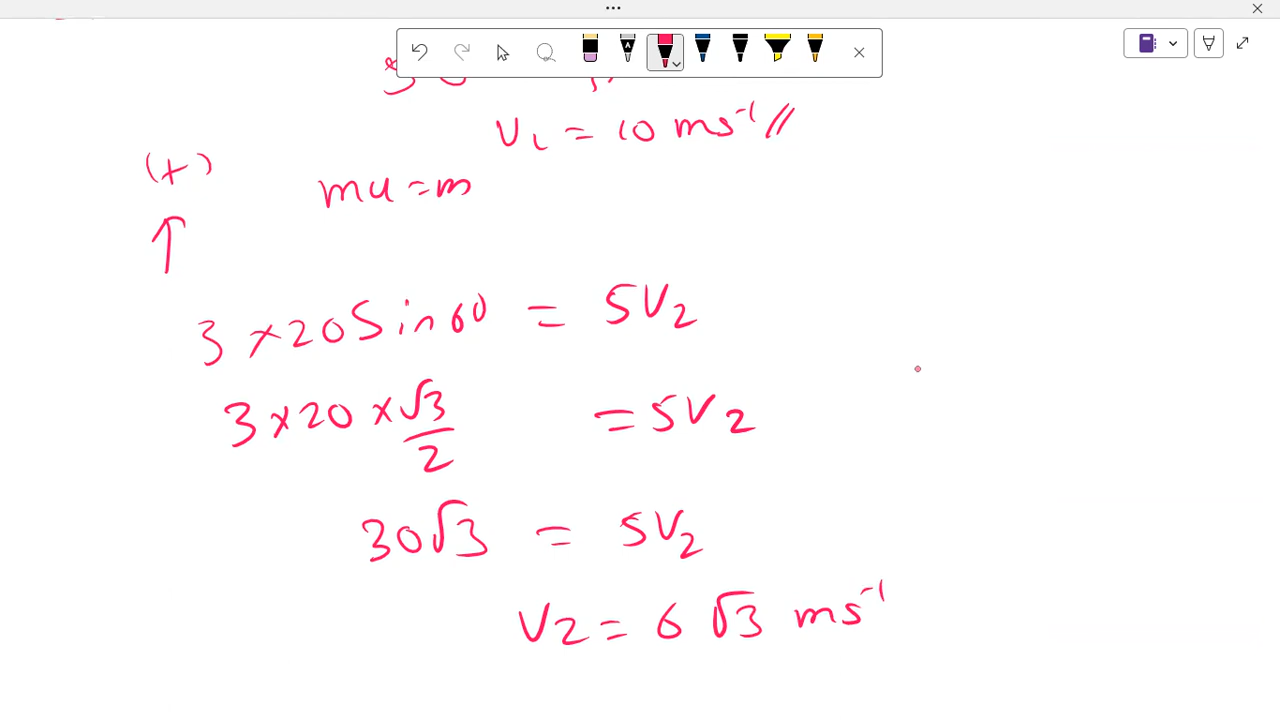 V₁ = 10 ms⁻¹ //
(+)
mu = m
↑
3 × 20 Sin 60 = 5V₂
3 × 20 × √3/2 = 5V₂
30√3 = 5V₂
V₂ = 6√3 ms⁻¹